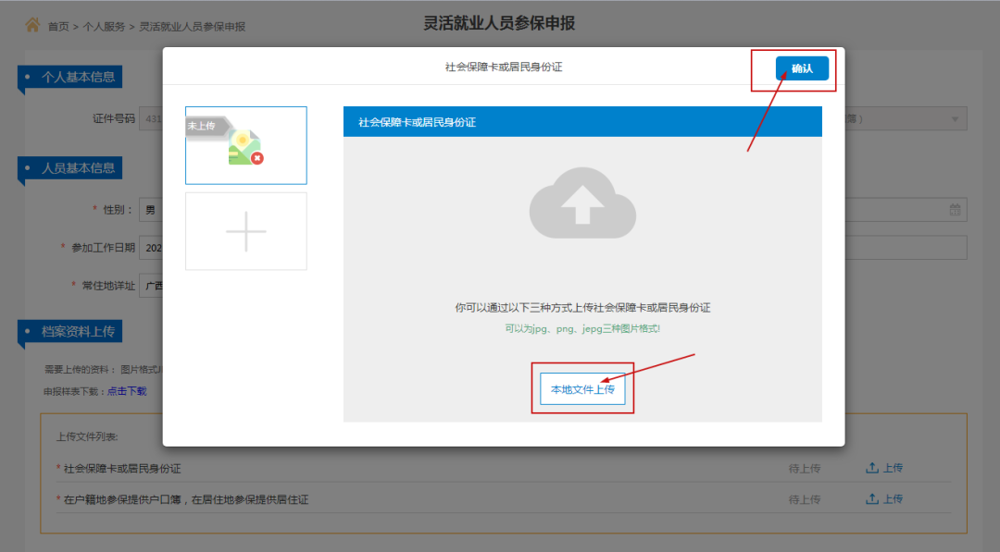 首页 > 个人服务 > 灵活就业人员参保申报
灵活就业人员参保申报
社会保障卡或居民身份证
确认
个人基本信息
证件号码 431
簿)
未上传
社会保障卡或居民身份证
人员基本信息
* 性别： 男
* 参加工作日期 202
* 常住地详址 广西
你可以通过以下三种方式上传社会保障卡或居民身份证
可以为jpg、png、jepg三种图片格式!
本地文件上传
档案资料上传
需要上传的资料： 图片格式J
申报样表下载：点击下载
上传文件列表:
* 社会保障卡或居民身份证 待上传 上传
* 在户籍地参保提供户口簿，在居住地参保提供居住证 待上传 上传